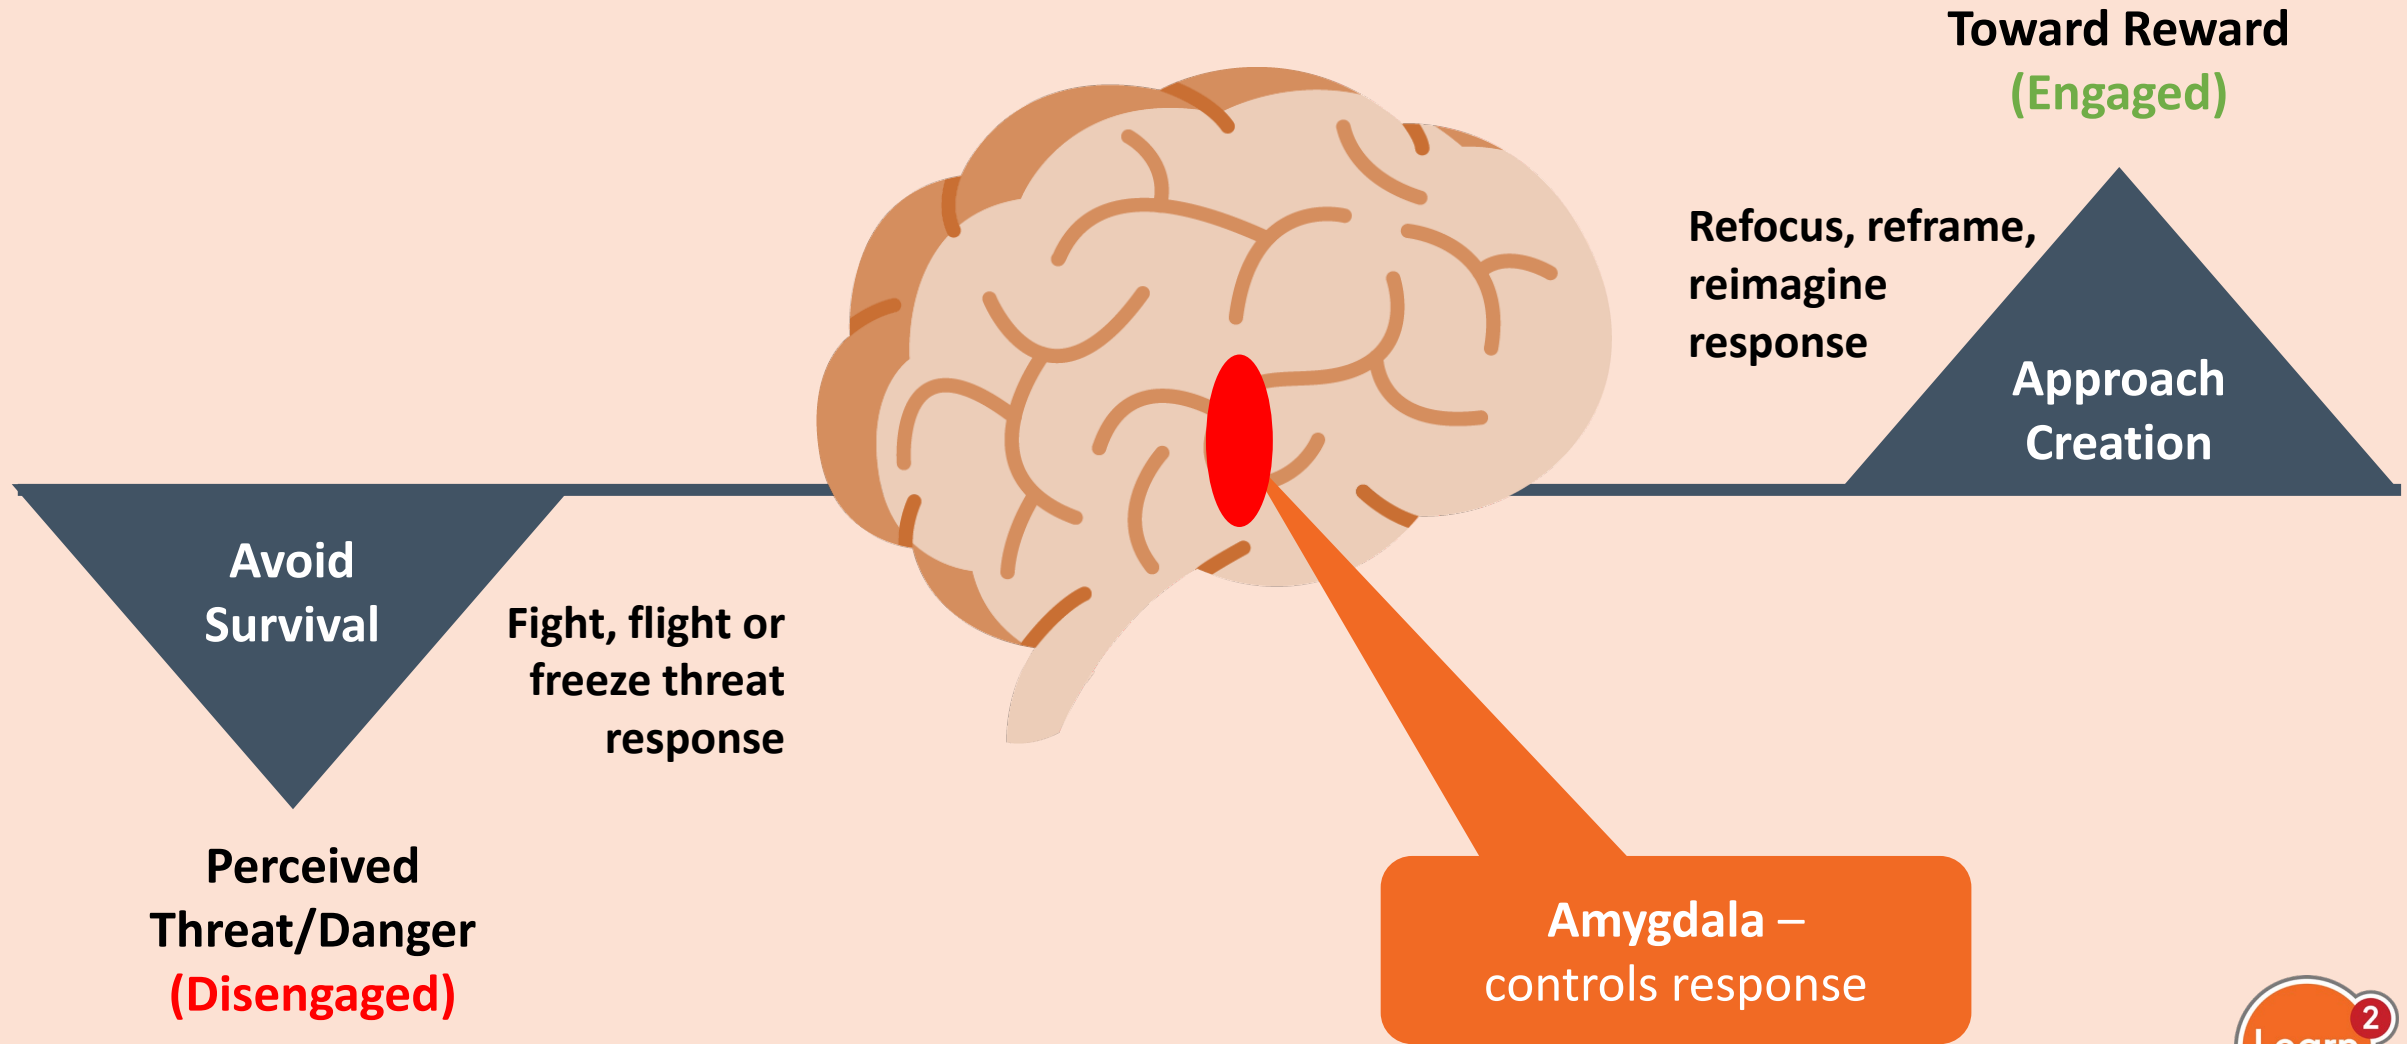 Toward Reward
(Engaged)
Refocus, reframe,
reimagine
response
Approach
Creation
Avoid
Survival
Fight, flight or
freeze threat
response
Perceived
Threat/Danger
(Disengaged)
Amygdala –
controls response
2